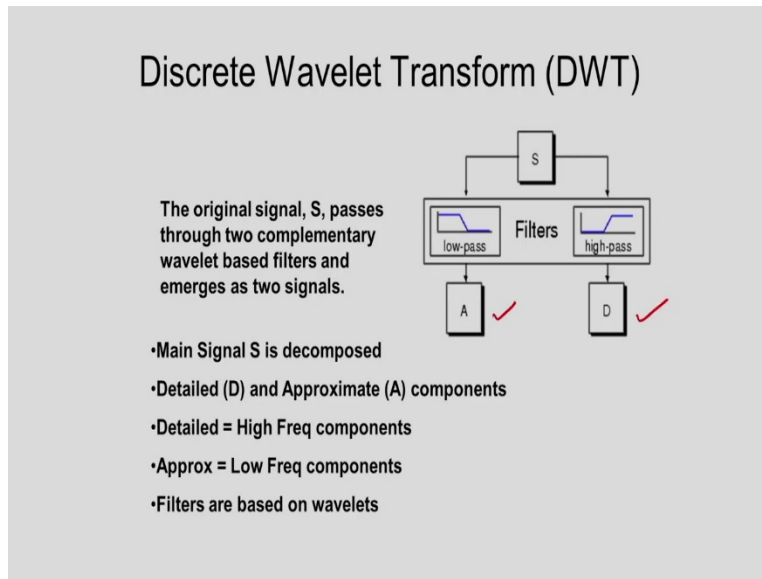 Discrete Wavelet Transform (DWT)
S
The original signal, S, passes
through two complementary
wavelet based filters and
emerges as two signals.
Filters
low-pass
high-pass
A
D
•Main Signal S is decomposed
•Detailed (D) and Approximate (A) components
•Detailed = High Freq components
•Approx = Low Freq components
•Filters are based on wavelets